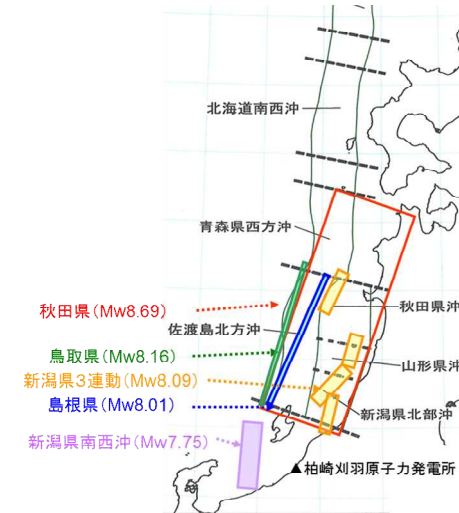 北海道南西沖
青森県西方沖
秋田県(Mw8.69)
佐渡島北方沖
秋田県沖
鳥取県(Mw8.16)
山形県沖
新潟県3連動(Mw8.09)
島根県(Mw8.01)
新潟県北部沖
新潟県南西沖(Mw7.75)
▲柏崎刈羽原子力発電所